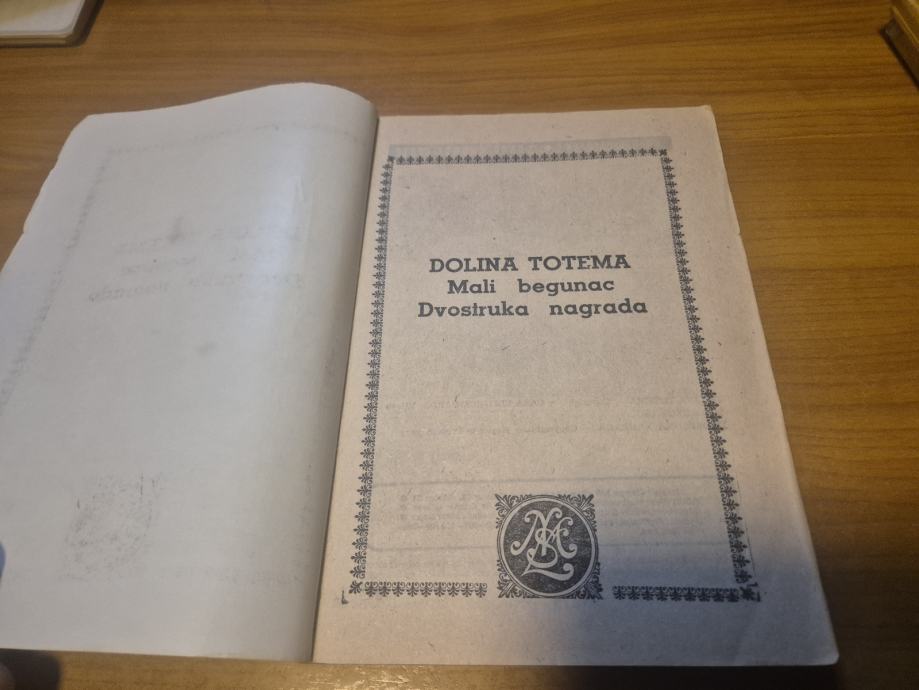 DOLINA TOTEMA
Mali begunac
Dvostruka nagrada